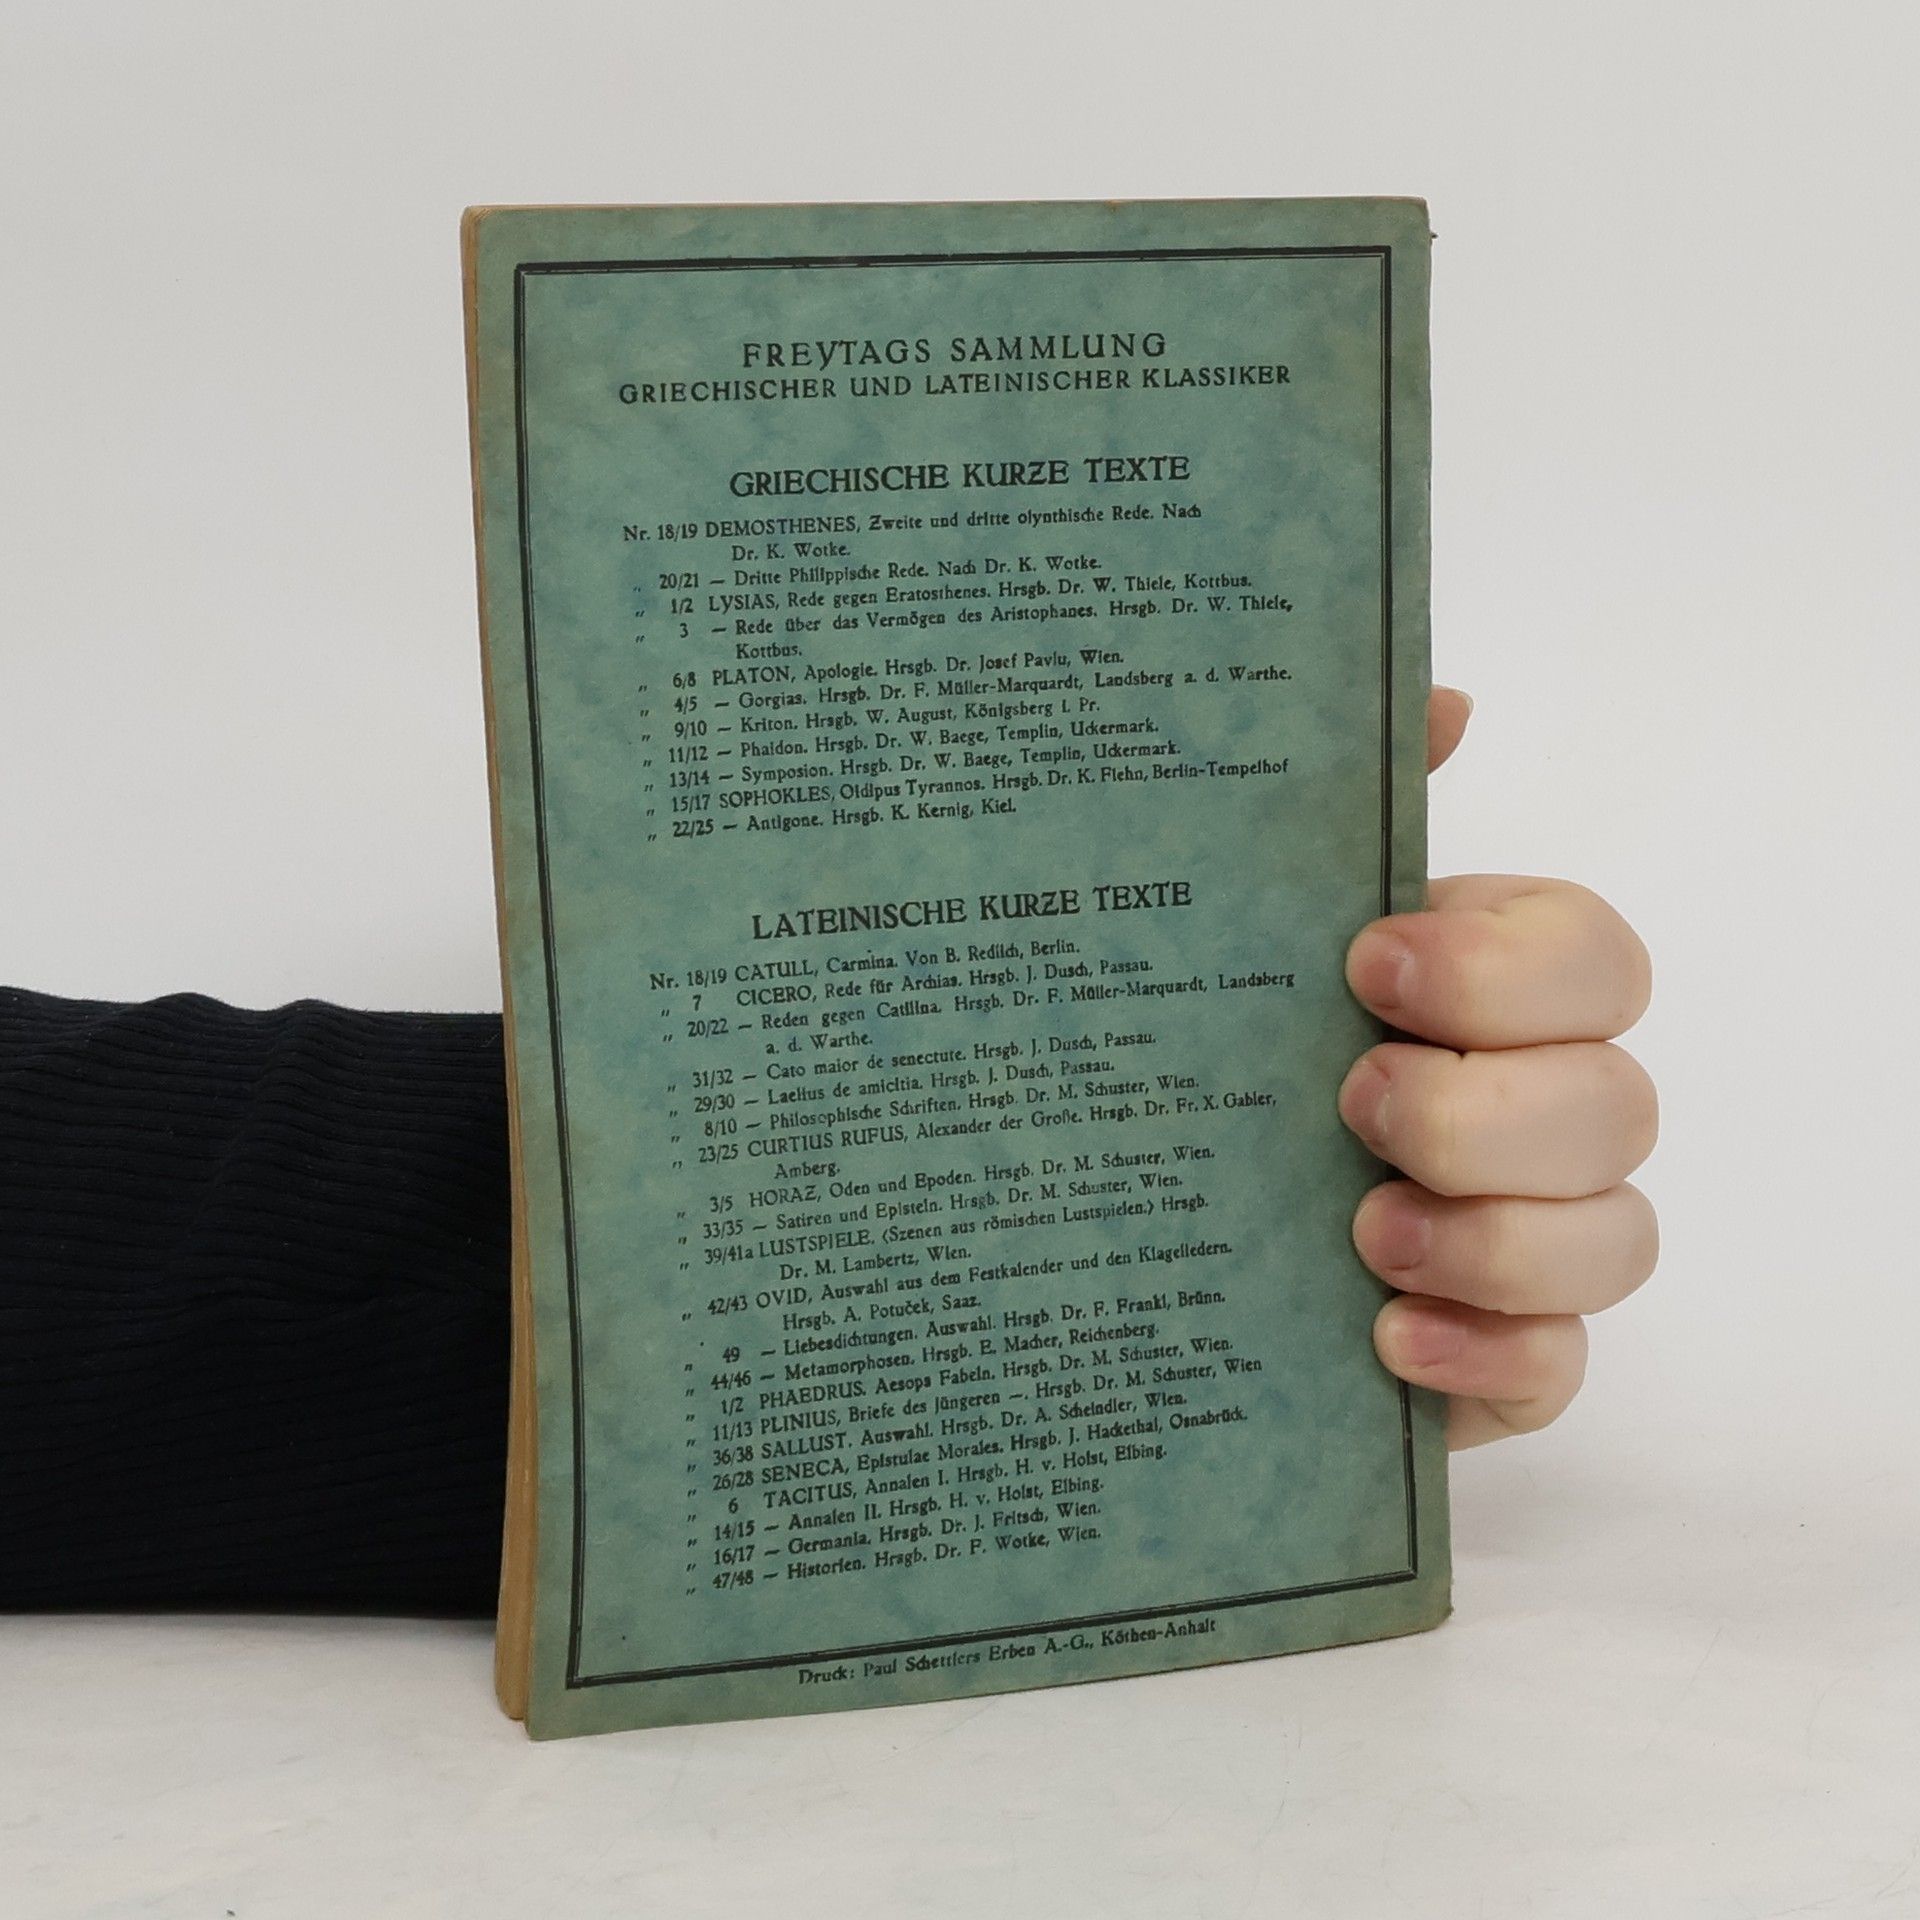 FREYTAGS SAMMLUNG
GRIECHISCHER UND LATEINISCHER KLASSIKER
GRIECHISCHE KURZE TEXTE
Nr. 18/19 DEMOSTHENES, Zweite und dritte olynthische Rede. Nach
Dr. K. Wotke.
„ 20/21 — Dritte Philippische Rede. Nach Dr. K. Wotke.
„ 1/2 LYSIAS, Rede gegen Eratosthenes. Hrsgb. Dr. W. Thiele, Kottbus.
„ 3 — Rede über das Vermögen des Aristophanes. Hrsgb. Dr. W. Thiele,
Kottbus.
„ 6/8 PLATON, Apologie. Hrsgb. Dr. Josef Pavlu, Wien.
„ 4/5 — Gorgias. Hrsgb. Dr. F. Müller-Marquardt, Landsberg a. d. Warthe.
„ 9/10 — Kriton. Hrsgb. W. August, Königsberg i. Pr.
„ 11/12 — Phaidon. Hrsgb. Dr. W. Baege, Templin, Uckermark.
„ 13/14 — Symposion. Hrsgb. Dr. W. Baege, Templin, Uckermark.
„ 15/17 SOPHOKLES, Oidipus Tyrannos. Hrsgb. Dr. K. Fiehn, Berlin-Tempelhof
„ 22/25 — Antigone. Hrsgb. K. Kernig, Kiel.
LATEINISCHE KURZE TEXTE
Nr. 18/19 CATULL, Carmina. Von B. Redlich, Berlin.
„ 7 CICERO, Rede für Archias. Hrsgb. J. Dusch, Passau.
„ 20/22 — Reden gegen Catilina. Hrsgb. Dr. F. Müller-Marquardt, Landsberg
a. d. Warthe.
„ 31/32 — Cato maior de senectute. Hrsgb. J. Dusch, Passau.
„ 29/30 — Laelius de amicitia. Hrsgb. J. Dusch, Passau.
„ 8/10 — Philosophische Schriften. Hrsgb. Dr. M. Schuster, Wien.
„ 23/25 CURTIUS RUFUS, Alexander der Große. Hrsgb. Dr. Fr. X. Gabler,
Amberg.
„ 3/5 HORAZ, Oden und Epoden. Hrsgb. Dr. M. Schuster, Wien.
„ 33/35 — Satiren und Episteln. Hrsgb. Dr. M. Schuster, Wien.
„ 39/41a LUSTSPIELE. (Szenen aus römischen Lustspielen.) Hrsgb.
Dr. M. Lambertz, Wien.
„ 42/43 OVID, Auswahl aus dem Festkalender und den Klageliedern.
Hrsgb. A. Potuček, Saaz.
„ 49 — Liebesdichtungen. Auswahl. Hrsgb. Dr. F. Frankl, Brünn.
„ 44/46 — Metamorphosen. Hrsgb. E. Macher, Reichenberg.
„ 1/2 PHAEDRUS. Aesops Fabeln. Hrsgb. Dr. M. Schuster, Wien.
„ 11/13 PLINIUS, Briefe des Jüngeren —. Hrsgb. Dr. M. Schuster, Wien
„ 36/38 SALLUST. Auswahl. Hrsgb. Dr. A. Scheindler, Wien.
„ 26/28 SENECA, Epistulae Morales. Hrsgb. J. Hackethal, Osnabrück.
„ 6 TACITUS, Annalen I. Hrsgb. H. v. Holst, Elbing.
„ 14/15 — Annalen II. Hrsgb. H. v. Holst, Elbing.
„ 16/17 — Germania. Hrsgb. Dr. J. Fritsch, Wien.
„ 47/48 — Historien. Hrsgb. Dr. F. Wotke, Wien.
Druck: Paul Schettlers Erben A.-G., Köthen-Anhalt